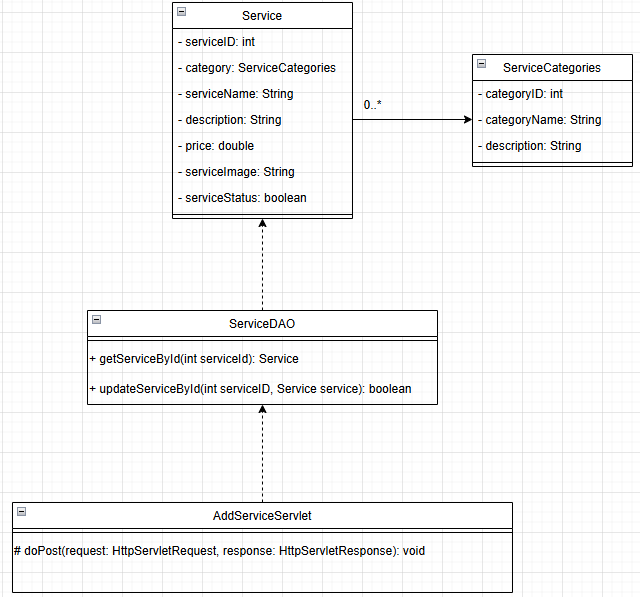 Service
- serviceID: int
- category: ServiceCategories
- serviceName: String
- description: String
- price: double
- serviceImage: String
- serviceStatus: boolean
0..*
ServiceCategories
- categoryID: int
- categoryName: String
- description: String
ServiceDAO
+ getServiceById(int serviceId): Service
+ updateServiceById(int serviceID, Service service): boolean
AddServiceServlet
# doPost(request: HttpServletRequest, response: HttpServletResponse): void